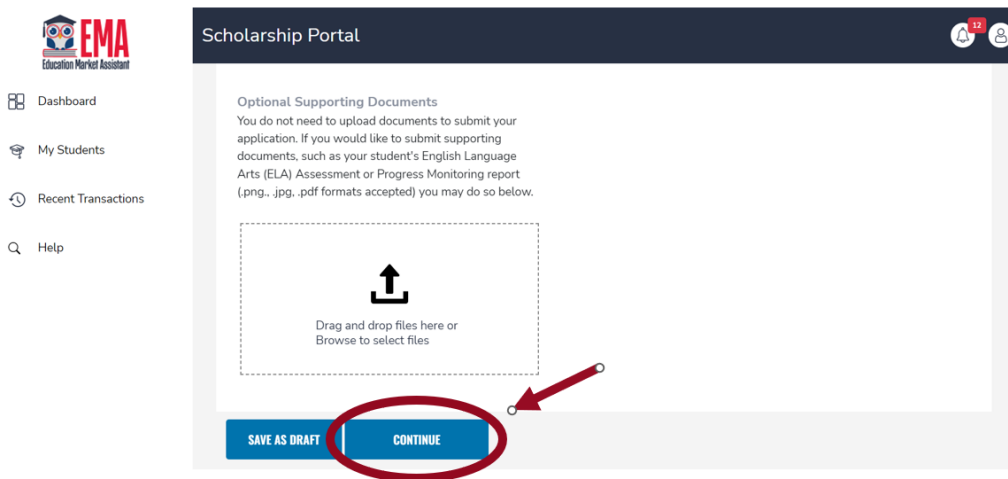 EMA
Education Market Assistant
Scholarship Portal
12
Dashboard
My Students
Recent Transactions
Help
Optional Supporting Documents
You do not need to upload documents to submit your
application. If you would like to submit supporting
documents, such as your student's English Language
Arts (ELA) Assessment or Progress Monitoring report
(.png., .jpg, .pdf formats accepted) you may do so below.
Drag and drop files here or
Browse to select files
SAVE AS DRAFT
CONTINUE